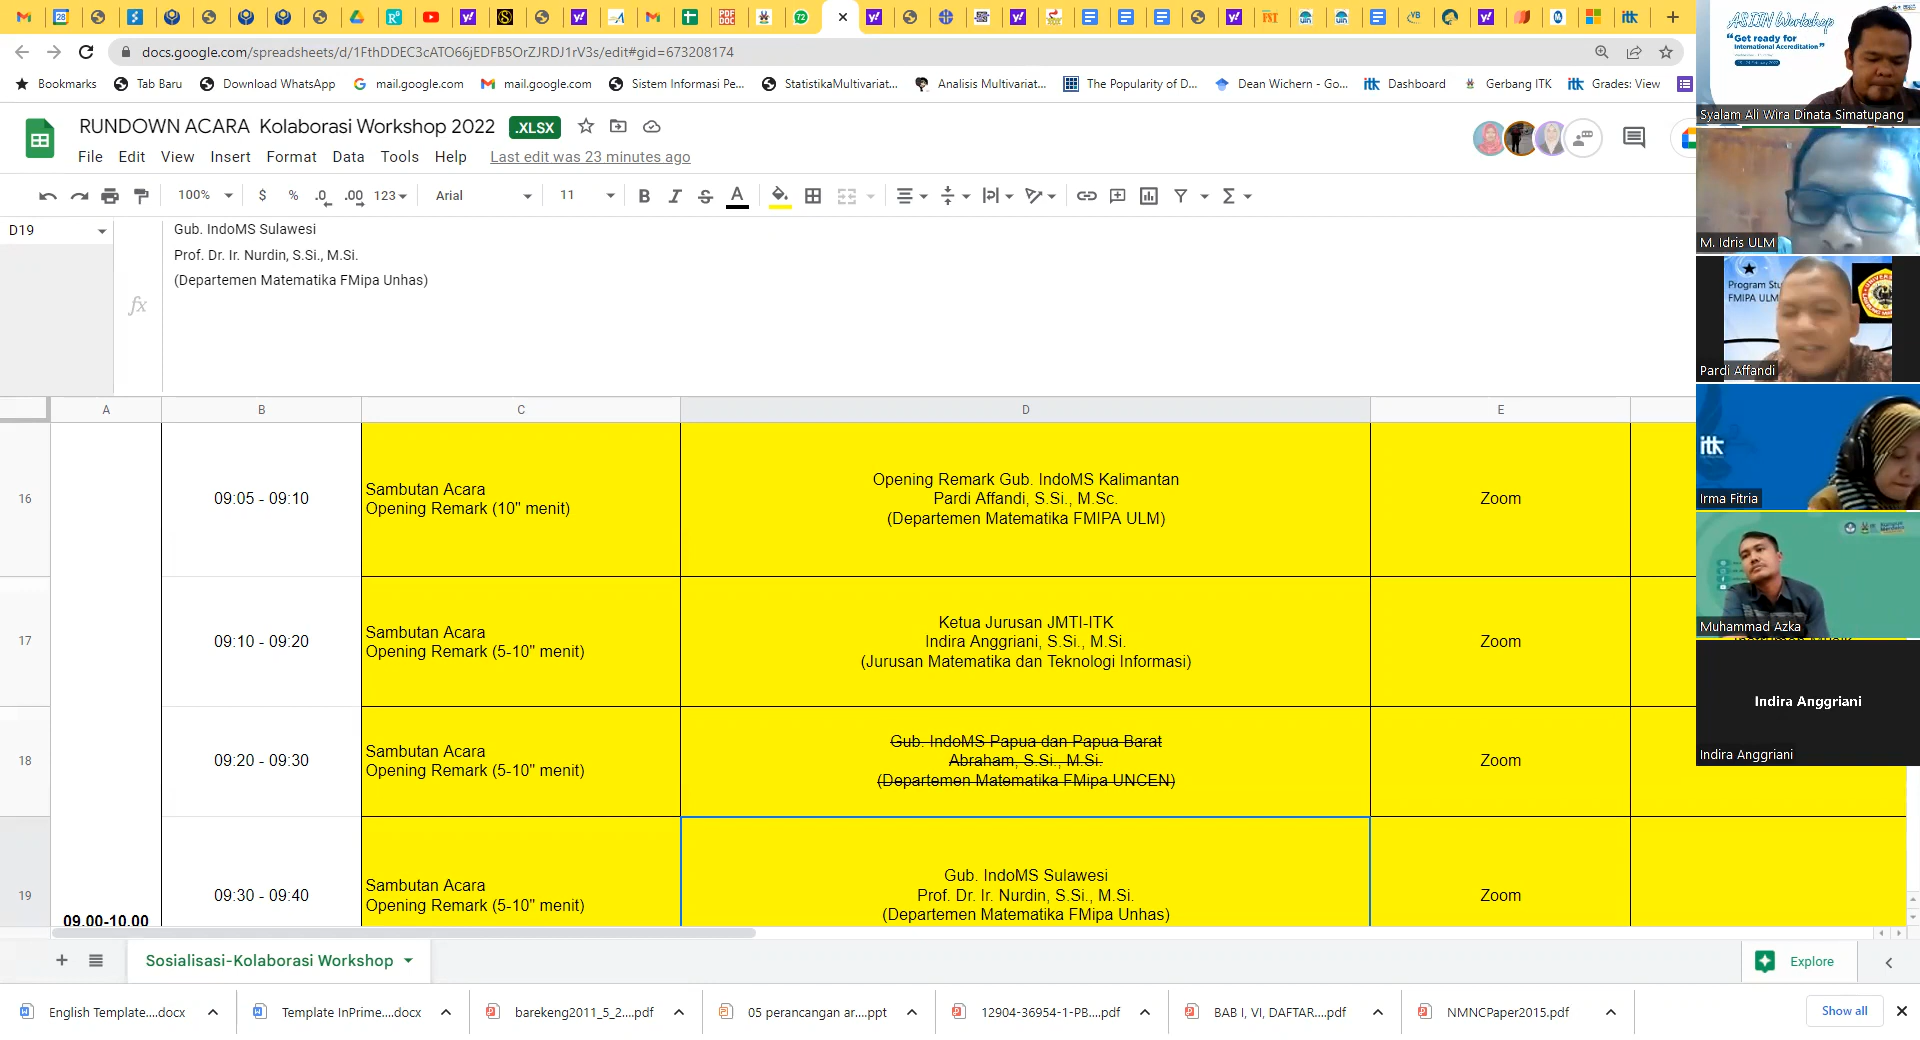 docs.google.com/spreadsheets/d/1FthDDEC3cATO66jEDFB5OrZJRDJ1rV3s/edit#gid=673208174
Bookmarks Tab Baru Download WhatsApp mail.google.com mail.google.com Sistem Informasi Pe... StatistikaMultivariat... Analisis Multivariat... The Popularity of D... Dean Wichern - Go... Dashboard Gerbang ITK Grades: View
RUNDOWN ACARA Kolaborasi Workshop 2022 .XLSX
File Edit View Insert Format Data Tools Help Last edit was 23 minutes ago
100% $ % .0 .00 123 Arial 11 B I S A
D19
Gub. IndoMS Sulawesi
Prof. Dr. Ir. Nurdin, S.Si., M.Si.
(Departemen Matematika FMipa Unhas)
fx
A B C D E
16
09:05 - 09:10
Sambutan Acara
Opening Remark (10" menit)
Opening Remark Gub. IndoMS Kalimantan
Pardi Affandi, S.Si., M.Sc.
(Departemen Matematika FMIPA ULM)
Zoom
17
09:10 - 09:20
Sambutan Acara
Opening Remark (5-10" menit)
Ketua Jurusan JMTI-ITK
Indira Anggriani, S.Si., M.Si.
(Jurusan Matematika dan Teknologi Informasi)
Zoom
18
09:20 - 09:30
Sambutan Acara
Opening Remark (5-10" menit)
Gub. IndoMS Papua dan Papua Barat
Abraham, S.Si., M.Si.
(Departemen Matematika FMipa UNCEN)
Zoom
19
09.00-10.00
09:30 - 09:40
Sambutan Acara
Opening Remark (5-10" menit)
Gub. IndoMS Sulawesi
Prof. Dr. Ir. Nurdin, S.Si., M.Si.
(Departemen Matematika FMipa Unhas)
Zoom
Sosialisasi-Kolaborasi Workshop
Explore
English Template....docx Template InPrime....docx barekeng2011_5_2....pdf 05 perancangan ar....ppt 12904-36954-1-PB....pdf BAB I, VI, DAFTAR....pdf NMNCPaper2015.pdf Show all
ASIIN Workshop
"Get ready for
International Accreditation"
Syalam Ali Wira Dinata Simatupang
M. Idris ULM
Program Stu
FMIPA ULM
Pardi Affandi
itk
Irma Fitria
Muhammad Azka
Indira Anggriani
Indira Anggriani